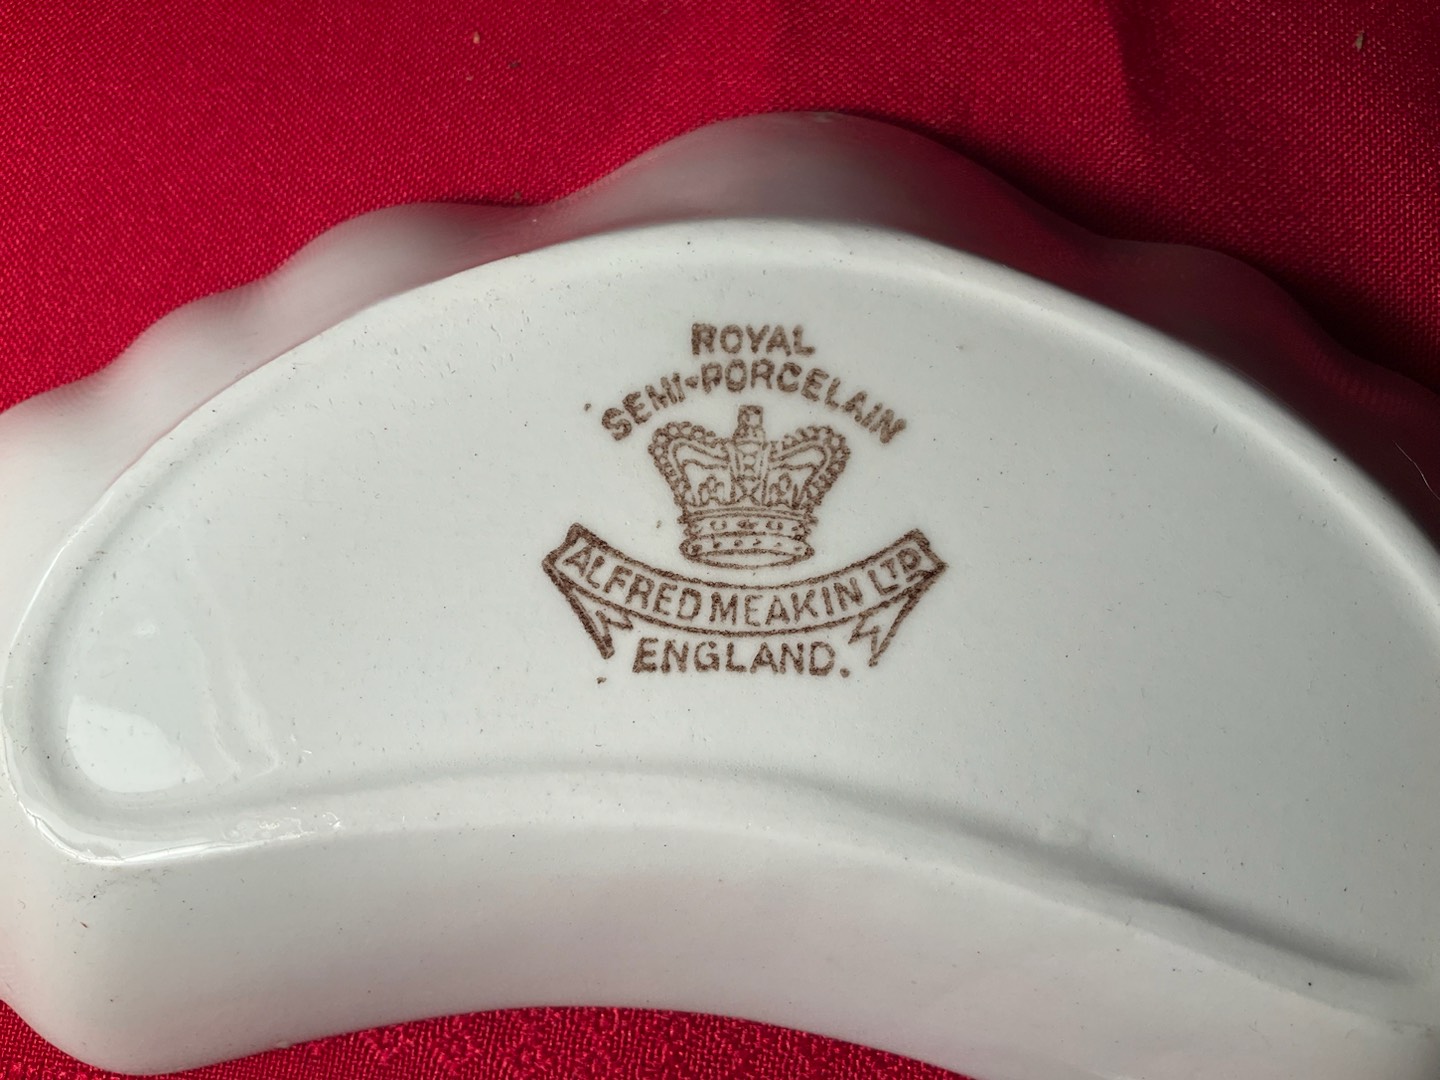 ROYAL
SEMI-PORCELAIN
ALFRED MEAKIN LTD
ENGLAND.